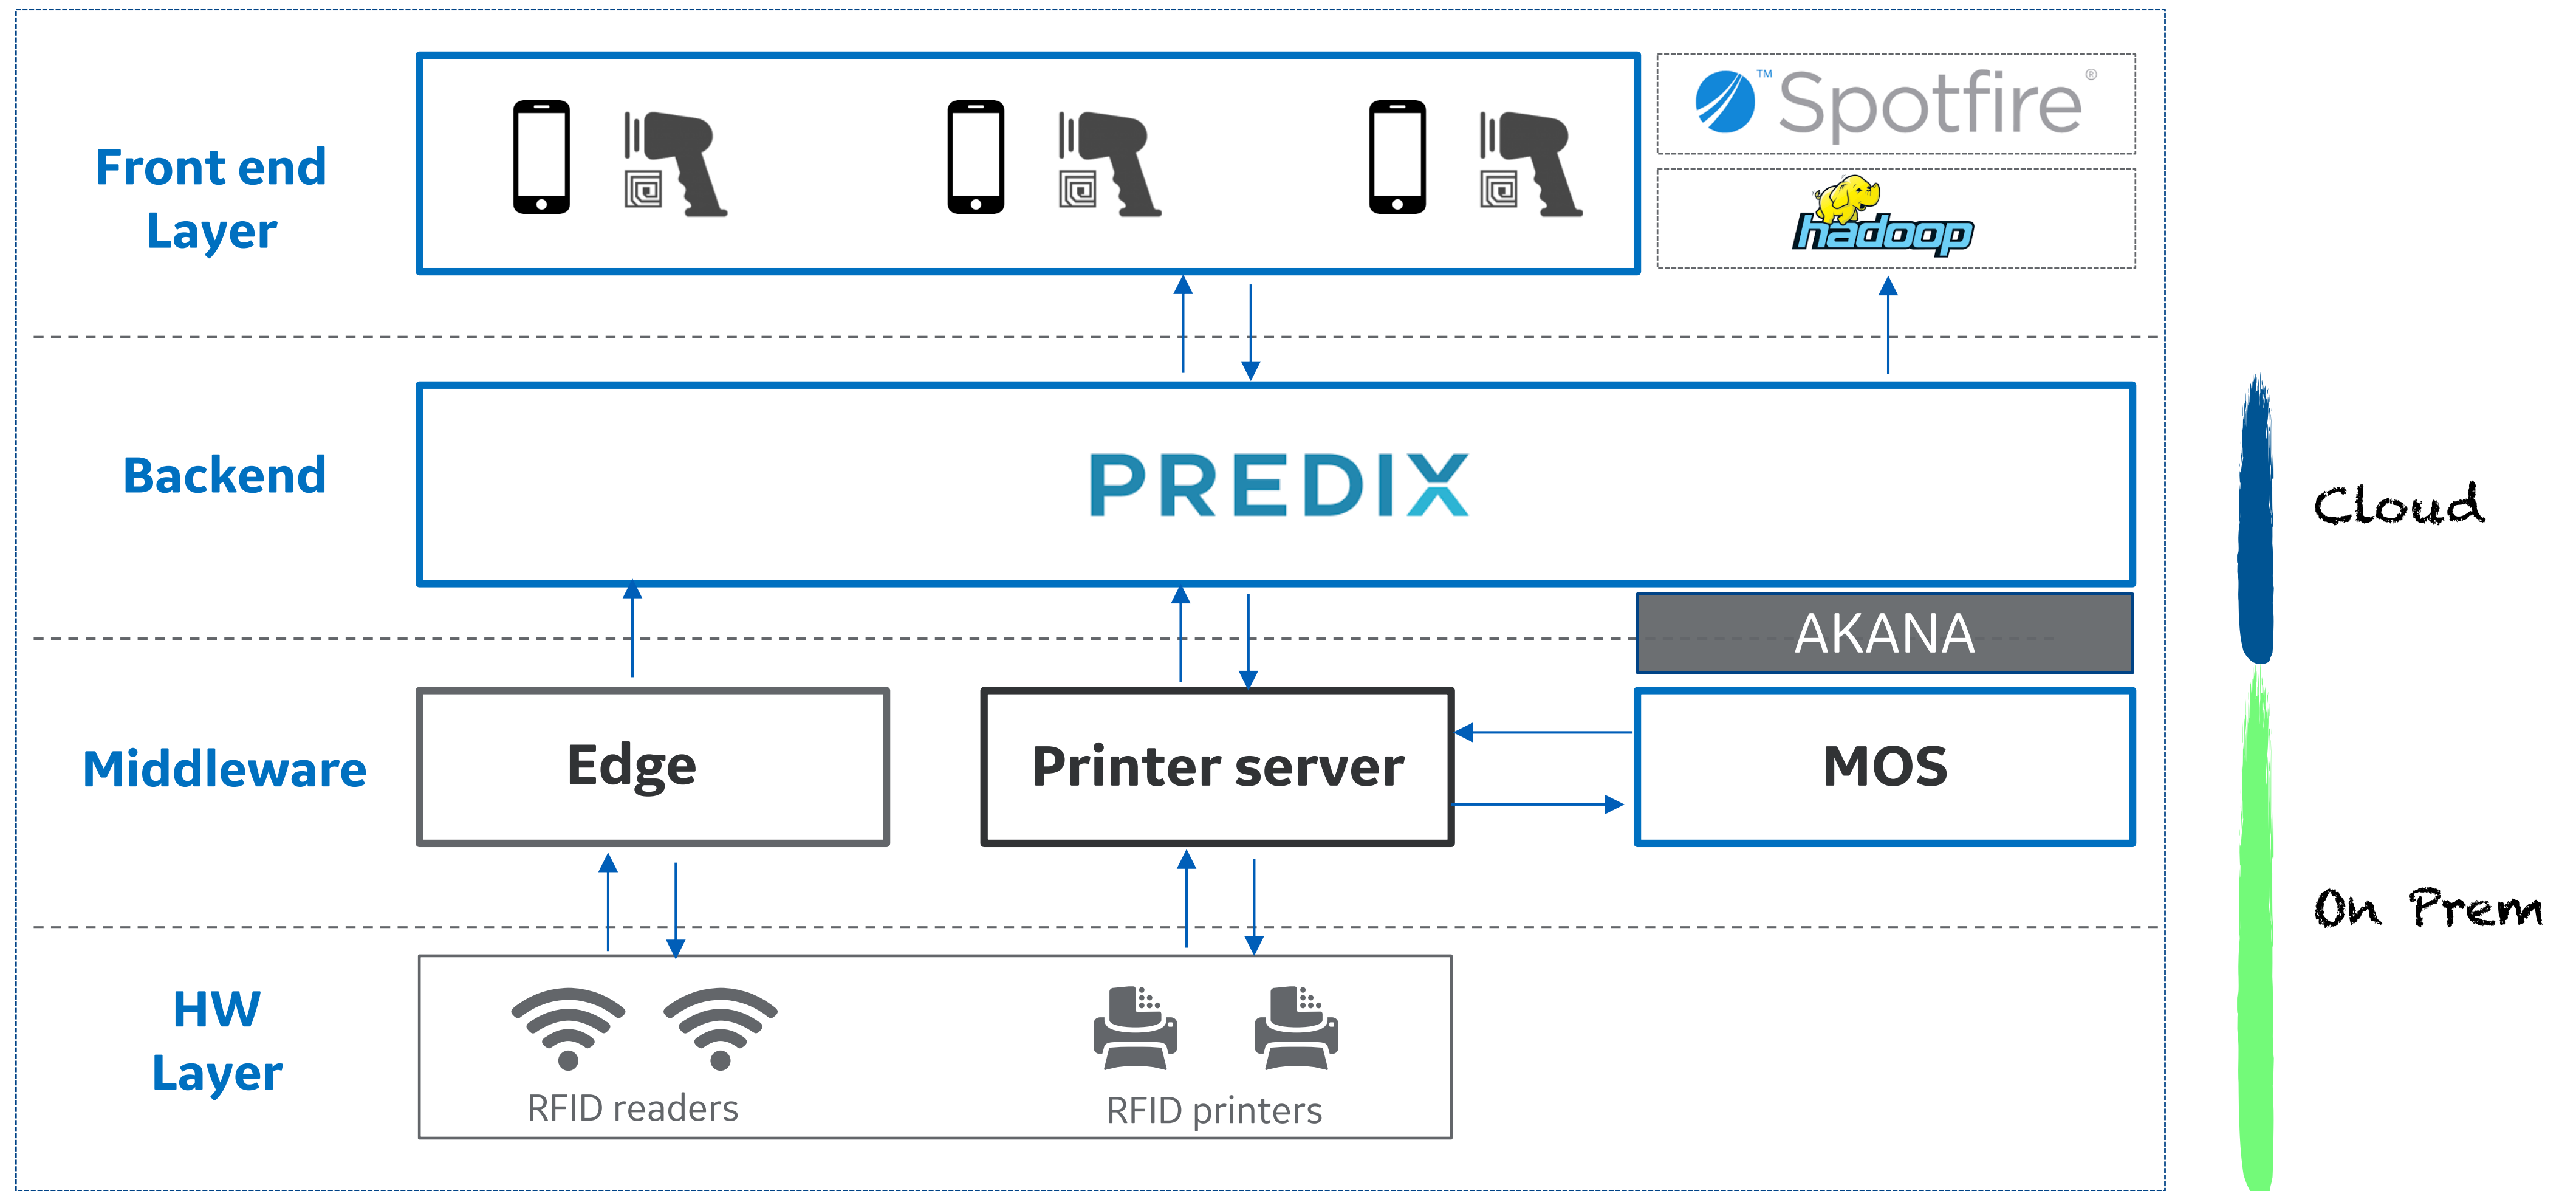 Front end
Layer
™ Spotfire®
hadoop
Backend
PREDIX
Cloud
AKANA
Middleware
Edge
Printer server
MOS
On Prem
HW
Layer
RFID readers
RFID printers